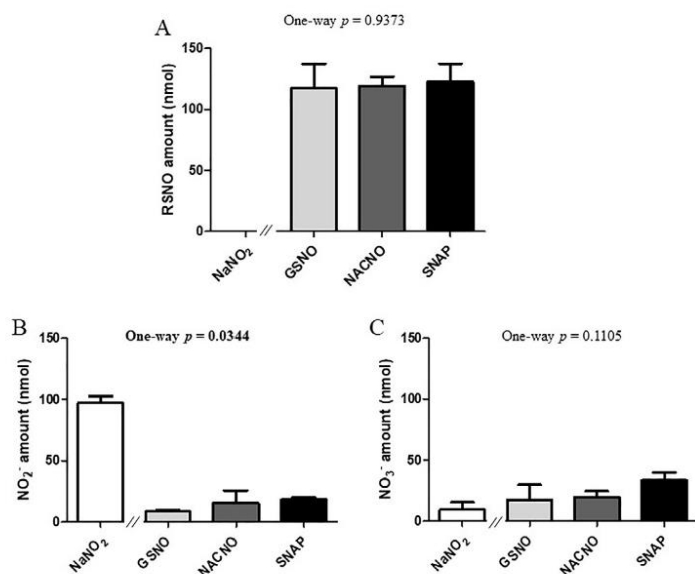 A
One-way p = 0.9373
RSNO amount (nmol)
150
100
50
0
NaNO₂
GSNO
NACNO
SNAP
B
One-way p = 0.0344
NO₂⁻ amount (nmol)
150
100
50
0
NaNO₂
GSNO
NACNO
SNAP
C
One-way p = 0.1105
NO₃⁻ amount (nmol)
150
100
50
0
NaNO₂
GSNO
NACNO
SNAP